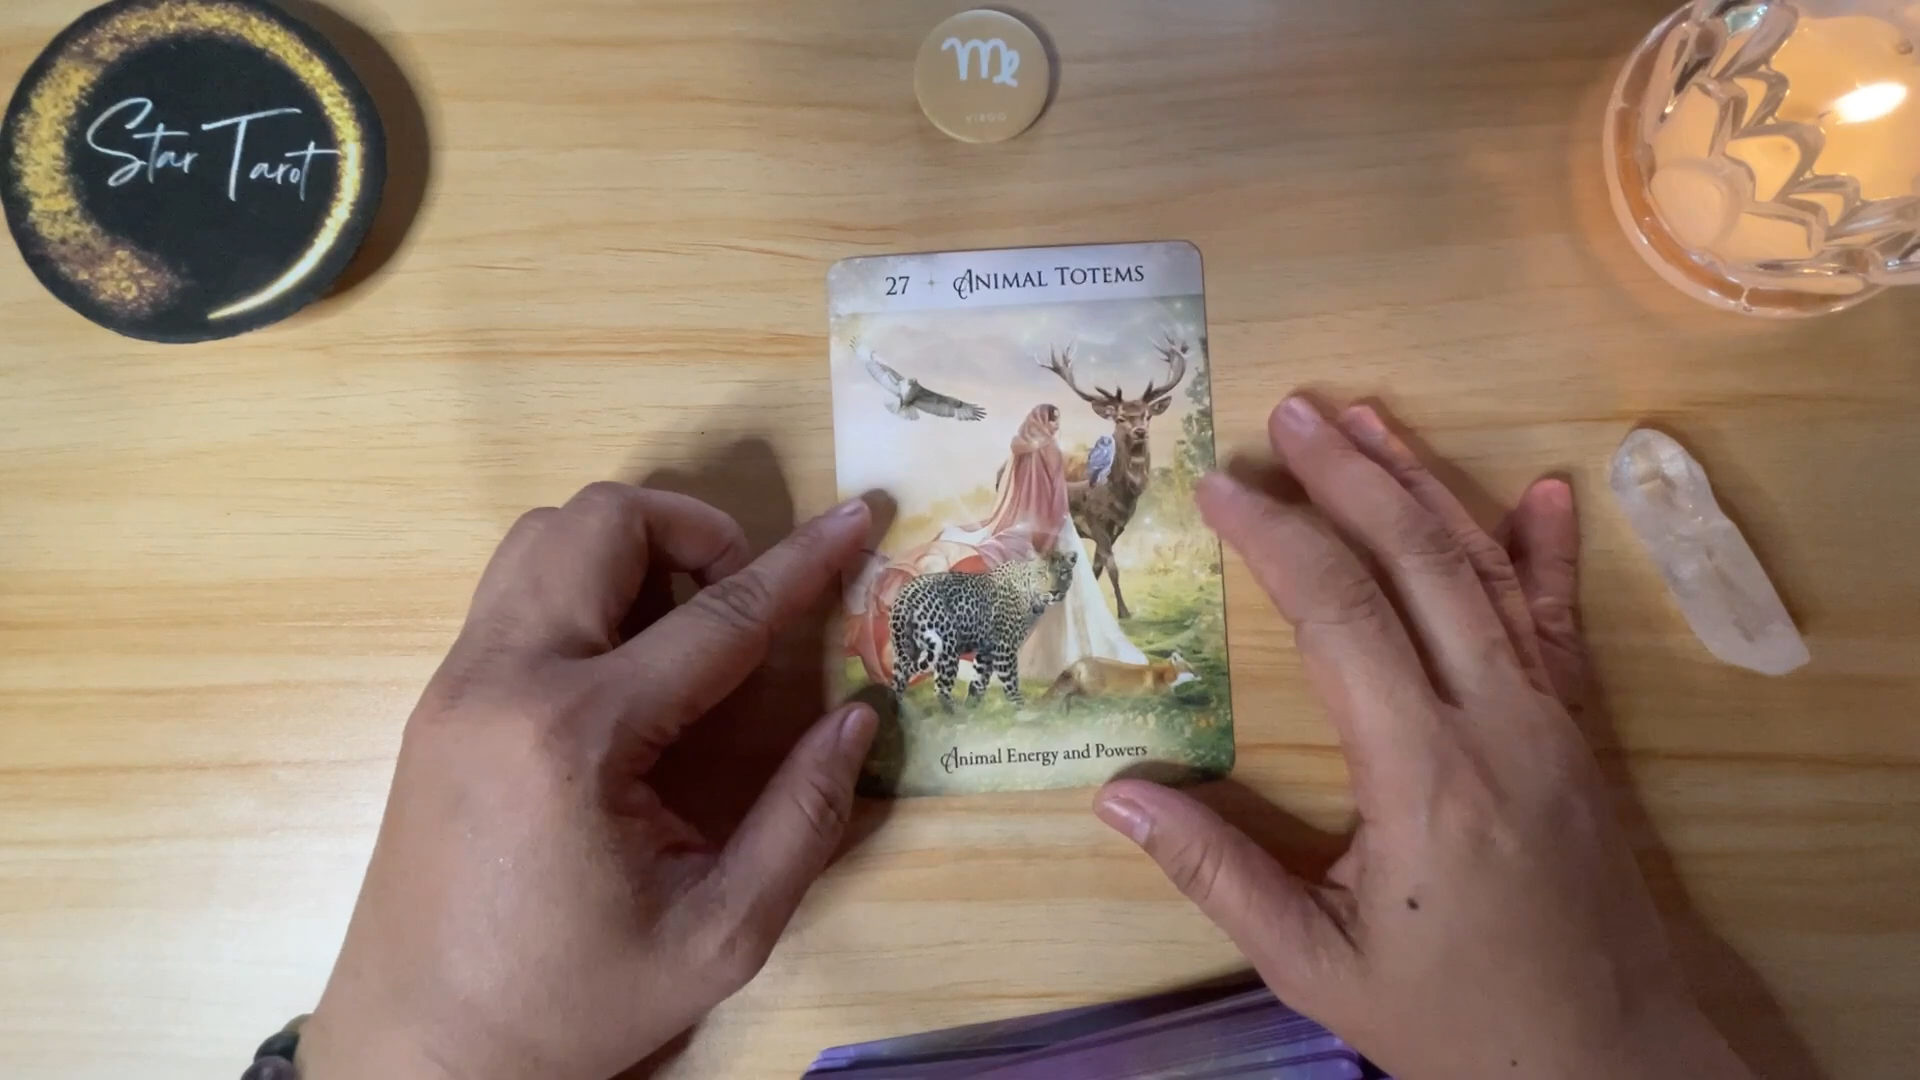 Star Tarot
♍
VIRGO
27 ✦ ANIMAL TOTEMS
Animal Energy and Powers